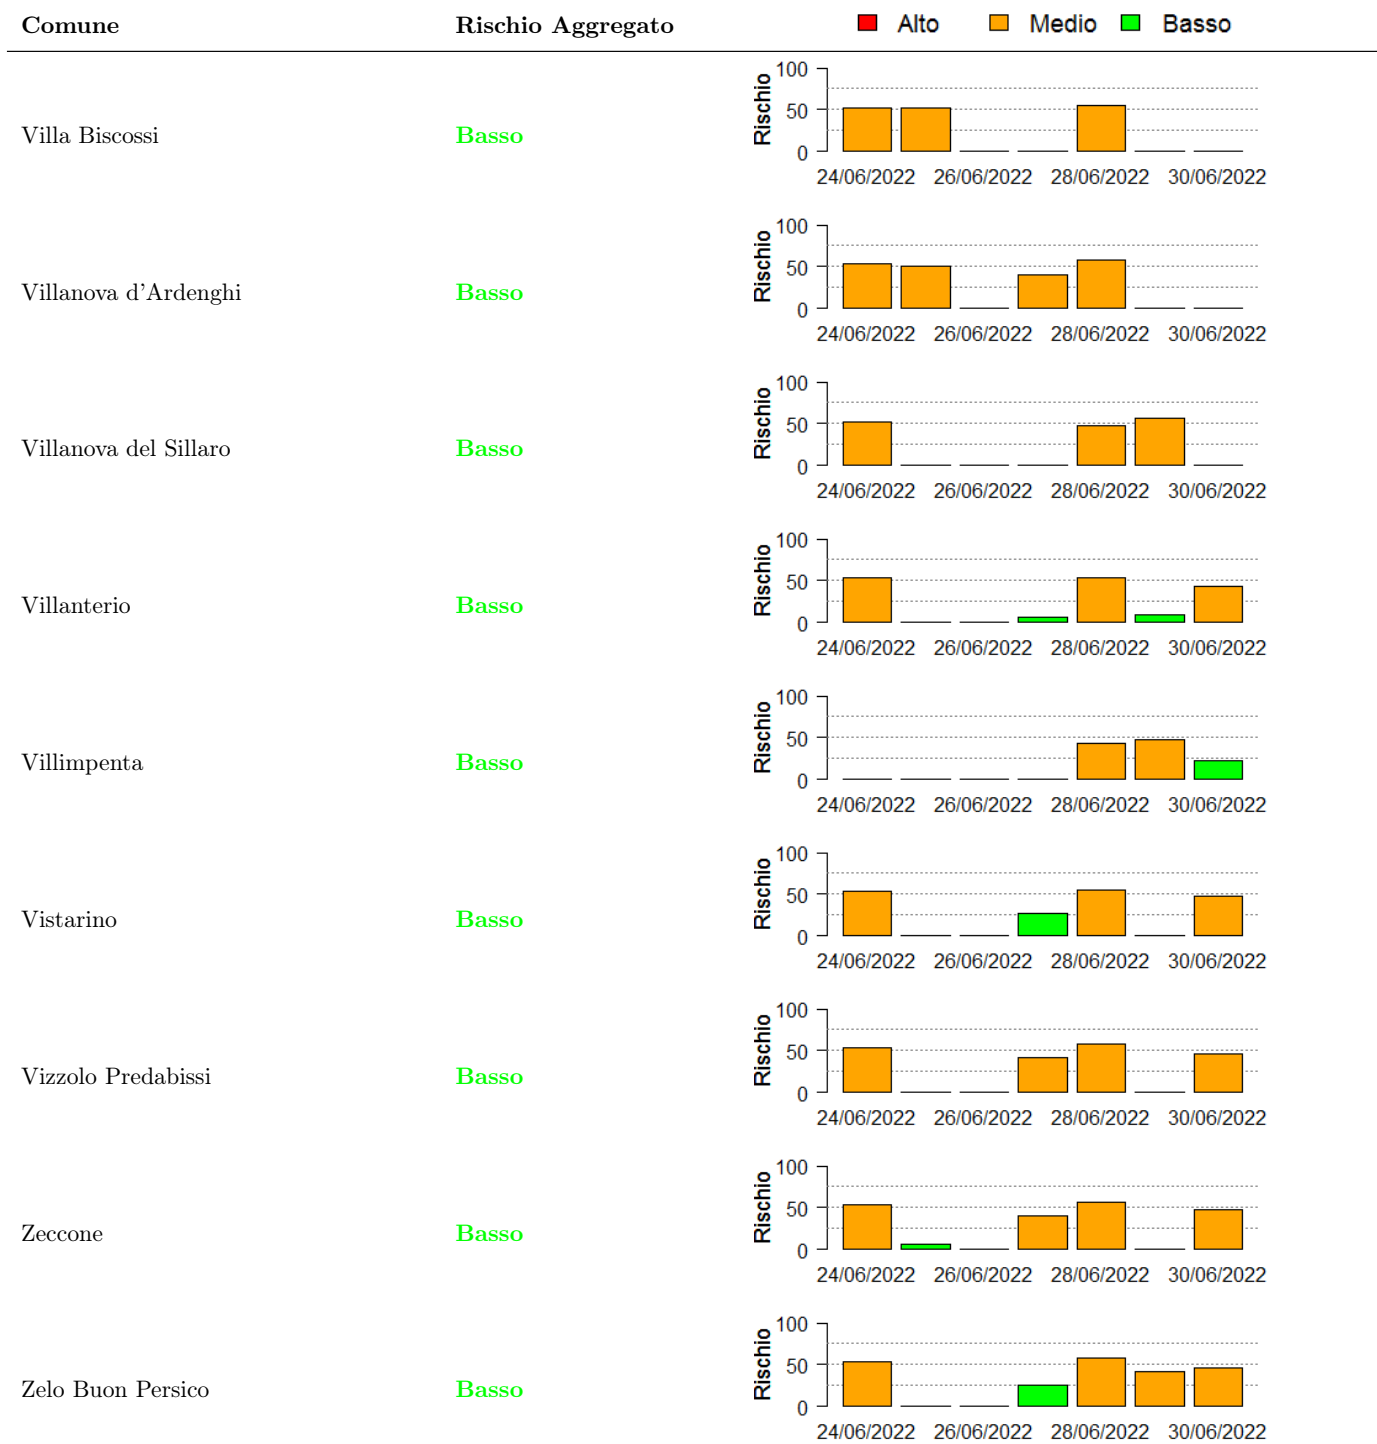 Comune Rischio Aggregato Alto Medio Basso
100
50
0
Rischio
Villa Biscossi Basso
24/06/2022 26/06/2022 28/06/2022 30/06/2022
100
50
0
Rischio
Villanova d'Ardenghi Basso
24/06/2022 26/06/2022 28/06/2022 30/06/2022
100
50
0
Rischio
Villanova del Sillaro Basso
24/06/2022 26/06/2022 28/06/2022 30/06/2022
100
50
0
Rischio
Villanterio Basso
24/06/2022 26/06/2022 28/06/2022 30/06/2022
100
50
0
Rischio
Villimpenta Basso
24/06/2022 26/06/2022 28/06/2022 30/06/2022
100
50
0
Rischio
Vistarino Basso
24/06/2022 26/06/2022 28/06/2022 30/06/2022
100
50
0
Rischio
Vizzolo Predabissi Basso
24/06/2022 26/06/2022 28/06/2022 30/06/2022
100
50
0
Rischio
Zeccone Basso
24/06/2022 26/06/2022 28/06/2022 30/06/2022
100
50
0
Rischio
Zelo Buon Persico Basso
24/06/2022 26/06/2022 28/06/2022 30/06/2022